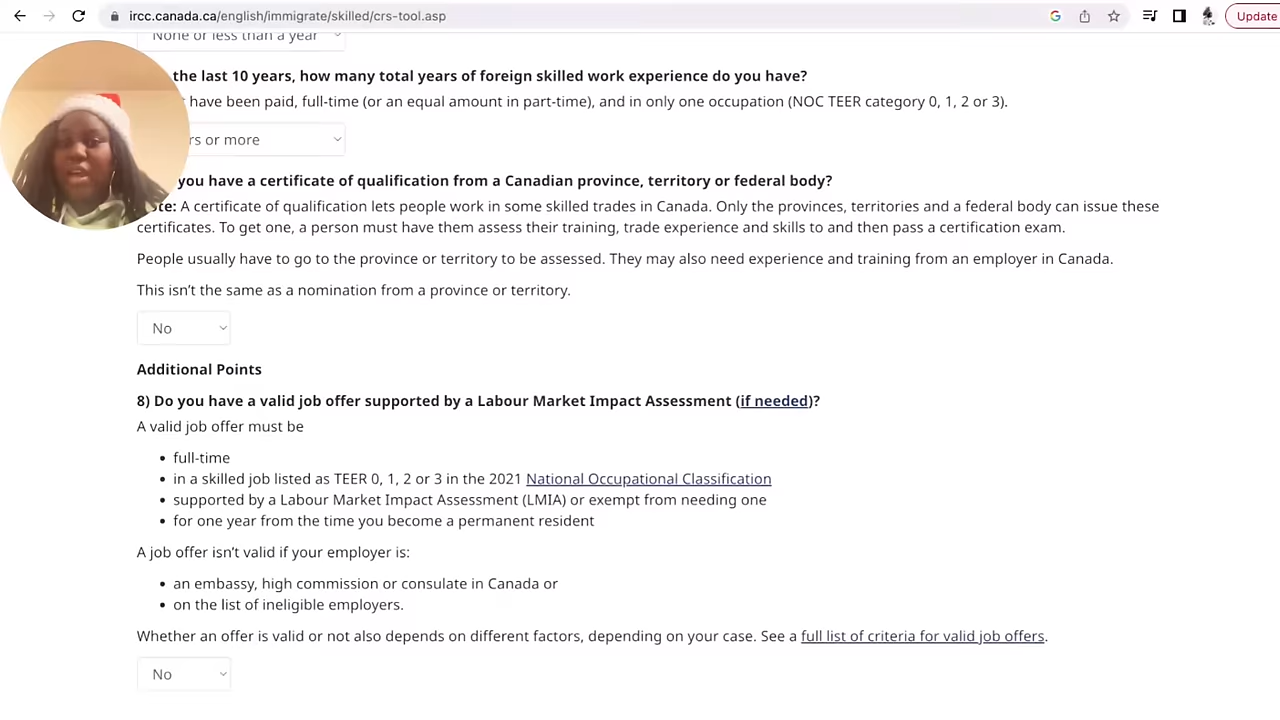 ircc.canada.ca/english/immigrate/skilled/crs-tool.asp
Update
None or less than a year
the last 10 years, how many total years of foreign skilled work experience do you have?
have been paid, full-time (or an equal amount in part-time), and in only one occupation (NOC TEER category 0, 1, 2 or 3).
or more
you have a certificate of qualification from a Canadian province, territory or federal body?
A certificate of qualification lets people work in some skilled trades in Canada. Only the provinces, territories and a federal body can issue these
certificates. To get one, a person must have them assess their training, trade experience and skills to and then pass a certification exam.
People usually have to go to the province or territory to be assessed. They may also need experience and training from an employer in Canada.
This isn’t the same as a nomination from a province or territory.
No
Additional Points
8) Do you have a valid job offer supported by a Labour Market Impact Assessment (if needed)?
A valid job offer must be
• full-time
• in a skilled job listed as TEER 0, 1, 2 or 3 in the 2021 National Occupational Classification
• supported by a Labour Market Impact Assessment (LMIA) or exempt from needing one
• for one year from the time you become a permanent resident
A job offer isn’t valid if your employer is:
• an embassy, high commission or consulate in Canada or
• on the list of ineligible employers.
Whether an offer is valid or not also depends on different factors, depending on your case. See a full list of criteria for valid job offers.
No